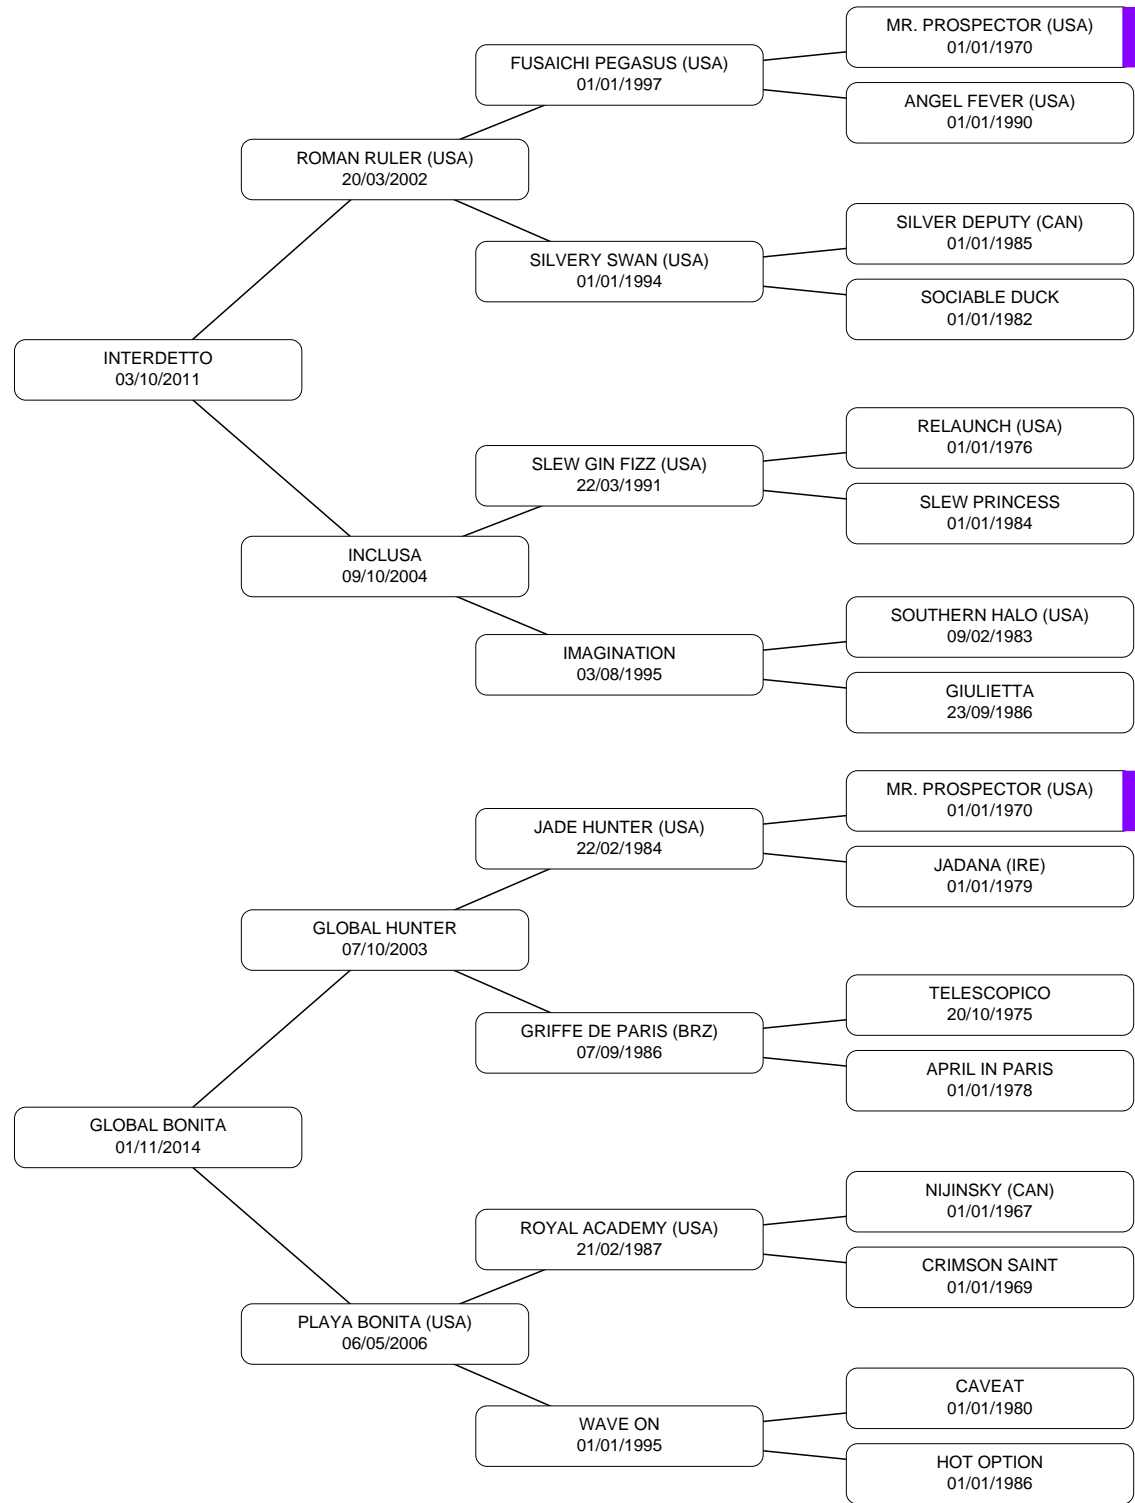 MR. PROSPECTOR (USA)
01/01/1970
FUSAICHI PEGASUS (USA)
01/01/1997
ANGEL FEVER (USA)
01/01/1990
ROMAN RULER (USA)
20/03/2002
SILVER DEPUTY (CAN)
01/01/1985
SILVERY SWAN (USA)
01/01/1994
SOCIABLE DUCK
01/01/1982
INTERDETTO
03/10/2011
RELAUNCH (USA)
01/01/1976
SLEW GIN FIZZ (USA)
22/03/1991
SLEW PRINCESS
01/01/1984
INCLUSA
09/10/2004
SOUTHERN HALO (USA)
09/02/1983
IMAGINATION
03/08/1995
GIULIETTA
23/09/1986
MR. PROSPECTOR (USA)
01/01/1970
JADE HUNTER (USA)
22/02/1984
JADANA (IRE)
01/01/1979
GLOBAL HUNTER
07/10/2003
TELESCOPICO
20/10/1975
GRIFFE DE PARIS (BRZ)
07/09/1986
APRIL IN PARIS
01/01/1978
GLOBAL BONITA
01/11/2014
NIJINSKY (CAN)
01/01/1967
ROYAL ACADEMY (USA)
21/02/1987
CRIMSON SAINT
01/01/1969
PLAYA BONITA (USA)
06/05/2006
CAVEAT
01/01/1980
WAVE ON
01/01/1995
HOT OPTION
01/01/1986